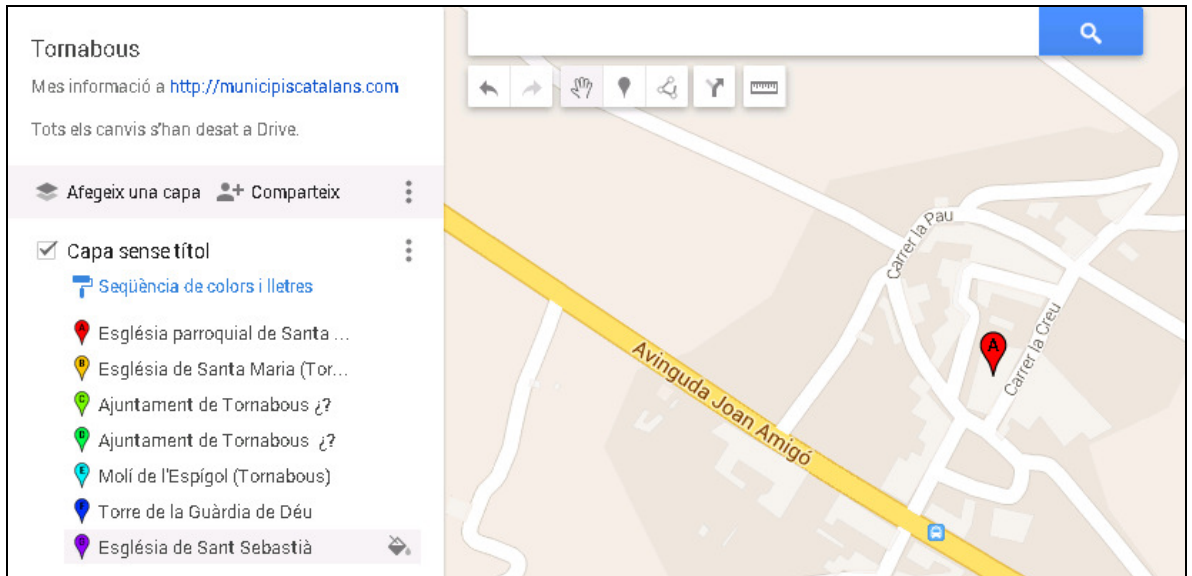 Tornabous
Mes informació a http://municipiscatalans.com
Tots els canvis s'han desat a Drive.
Afegeix una capa
Comparteix
Capa sense títol
Seqüència de colors i lletres
A Església parroquial de Santa ...
B Església de Santa Maria (Tor...
C Ajuntament de Tornabous ¿?
D Ajuntament de Tornabous ¿?
E Molí de l'Espígol (Tornabous)
F Torre de la Guàrdia de Déu
G Església de Sant Sebastià
Carrer la Pau
A
Carrer la Creu
Avinguda Joan Amigó